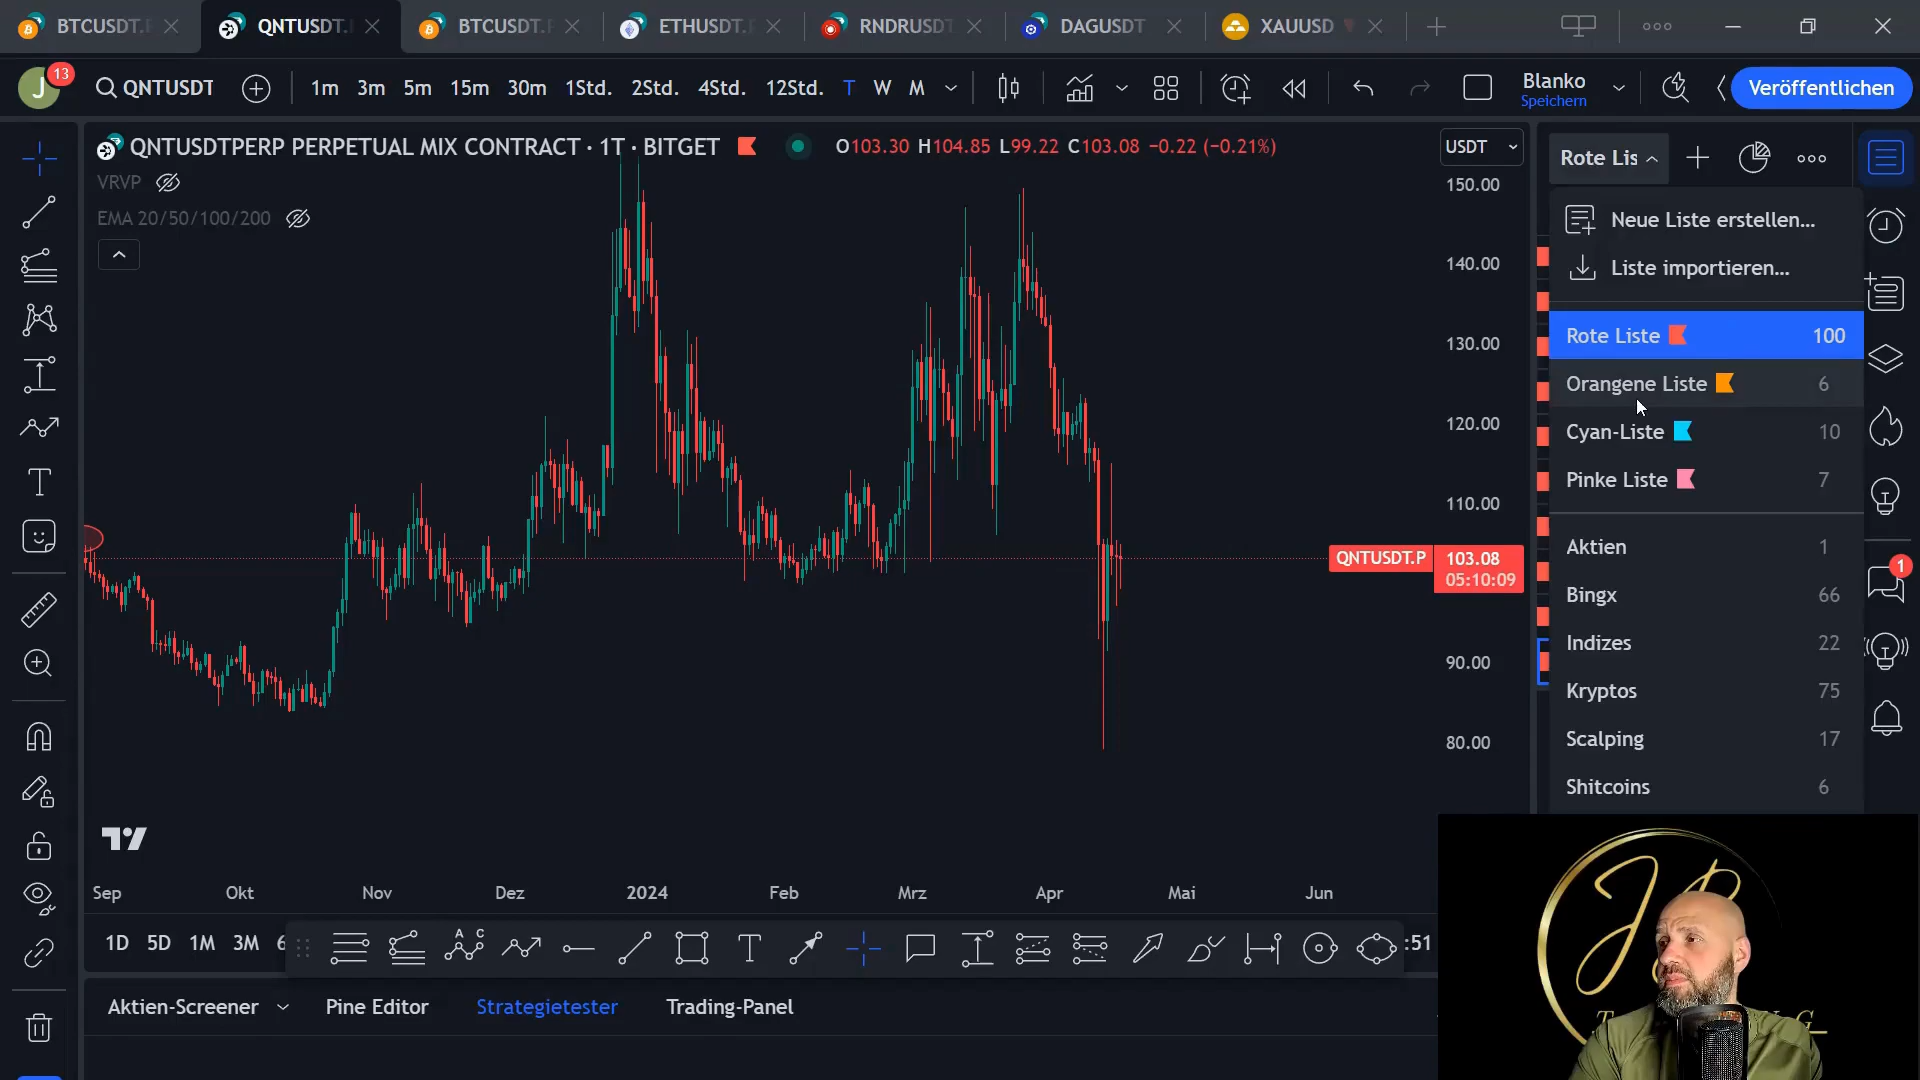 BTCUSDT.
QNTUSDT.
BTCUSDT.
ETHUSDT.
RNDRUSDT
DAGUSDT
XAUUSD
J
13
QNTUSDT
1m 3m 5m 15m 30m 1Std. 2Std. 4Std. 12Std. T W M
Blanko
Speichern
Veröffentlichen
QNTUSDTPERP PERPETUAL MIX CONTRACT · 1T · BITGET
O103.30 H104.85 L99.22 C103.08 −0.22 (−0.21%)
VRVP
EMA 20/50/100/200
USDT
150.00
140.00
130.00
120.00
110.00
90.00
80.00
QNTUSDT.P
103.08
05:10:09
Rote Lis
Neue Liste erstellen...
Liste importieren...
Rote Liste 100
Orangene Liste 6
Cyan-Liste 10
Pinke Liste 7
Aktien 1
Bingx 66
Indizes 22
Kryptos 75
Scalping 17
Shitcoins 6
1
Sep Okt Nov Dez 2024 Feb Mrz Apr Mai Jun
1D 5D 1M 3M 6
A C
T
:51
Aktien-Screener Pine Editor Strategietester Trading-Panel